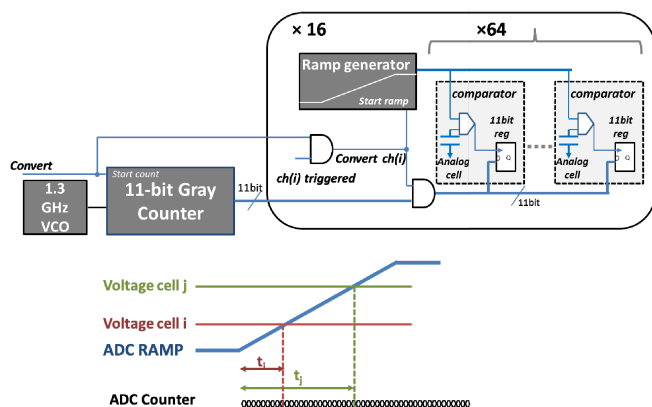 × 16
×64
Ramp generator
Start ramp
comparator
11bit
reg
Analog
cell
comparator
11bit
reg
Analog
cell
Convert
ch(i) triggered
Convert ch(i)
1.3
GHz
VCO
Start count
11-bit Gray
Counter
11bit
11bit
Voltage cell j
Voltage cell i
ADC RAMP
ti
tj
ADC Counter